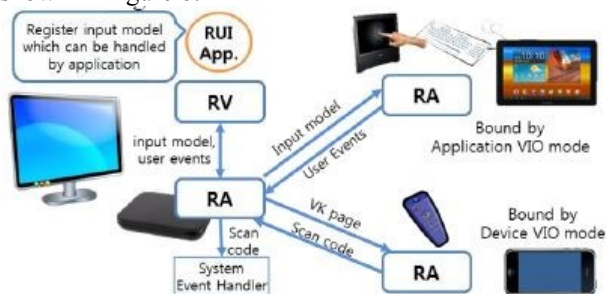 Register input model
which can be handled
by application
RUI
App.
RV
input model,
user events
RA
Input model
User Events
RA
Bound by
Application VIO mode
VK page
Scan code
RA
Bound by
Device VIO mode
Scan
code
System
Event Handler